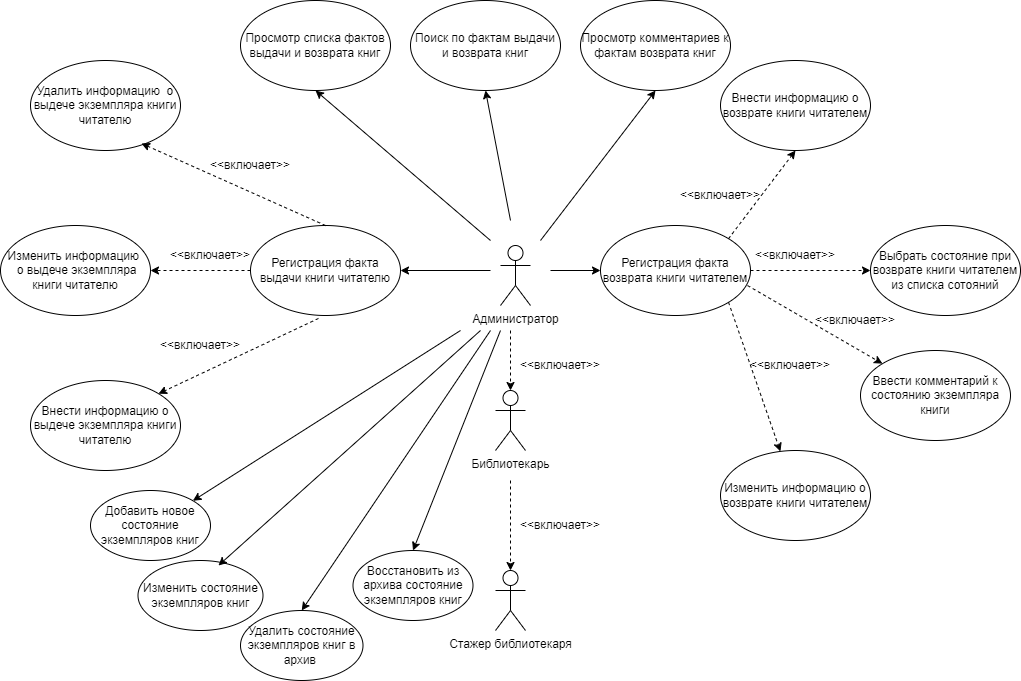 Просмотр списка фактов
выдачи и возврата книг
Поиск по фактам выдачи
и возврата книг
Просмотр комментариев к
фактам возврата книг
Удалить информацию о
выдече экземпляра книги
читателю
Внести информацию о
возврате книги читателем
<<включает>>
<<включает>>
Изменить информацию
о выдече экземпляра
книги читателю
<<включает>>
Регистрация факта
выдачи книги читателю
Регистрация факта
возврата книги читателем
<<включает>>
Выбрать состояние при
возврате книги читателем
из списка сотояний
Администратор
<<включает>>
<<включает>>
<<включает>>
<<включает>>
Ввести комментарий к
состоянию экземпляра
книги
Внести информацию о
выдече экземпляра книги
читателю
Библиотекарь
Изменить информацию о
возврате книги читателем
Добавить новое
состояние
экземпляров книг
<<включает>>
Изменить состояние
экземпляров книг
Восстановить из
архива состояние
экземпляров книг
Удалить состояние
экземпляров книг в
архив
Стажер библиотекаря